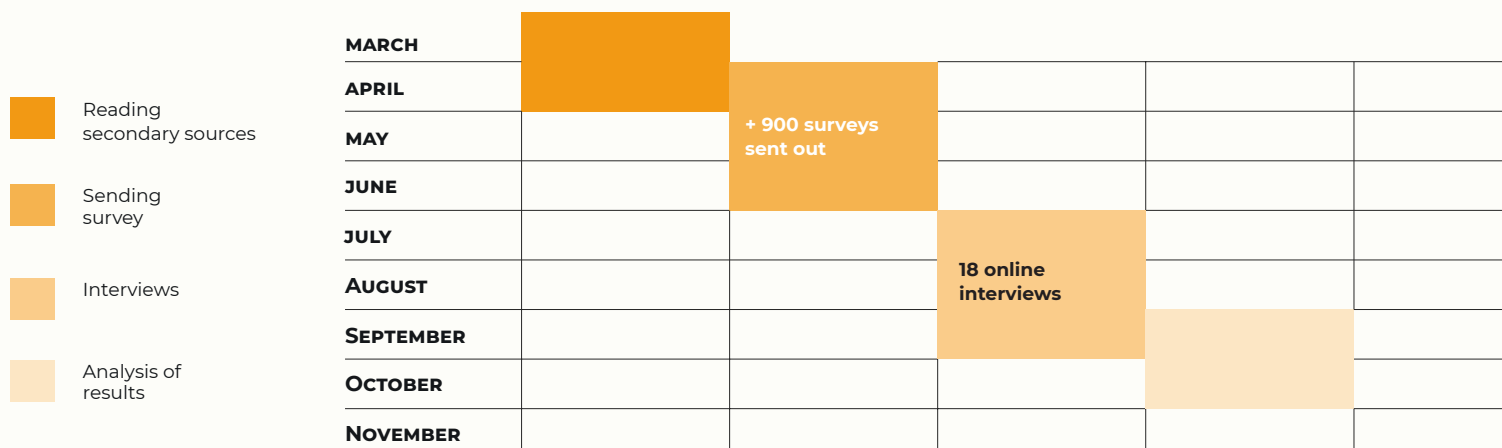 Reading
secondary sources
Sending
survey
Interviews
Analysis of
results
MARCH
APRIL
MAY
JUNE
JULY
AUGUST
SEPTEMBER
OCTOBER
NOVEMBER
+ 900 surveys
sent out
18 online
interviews